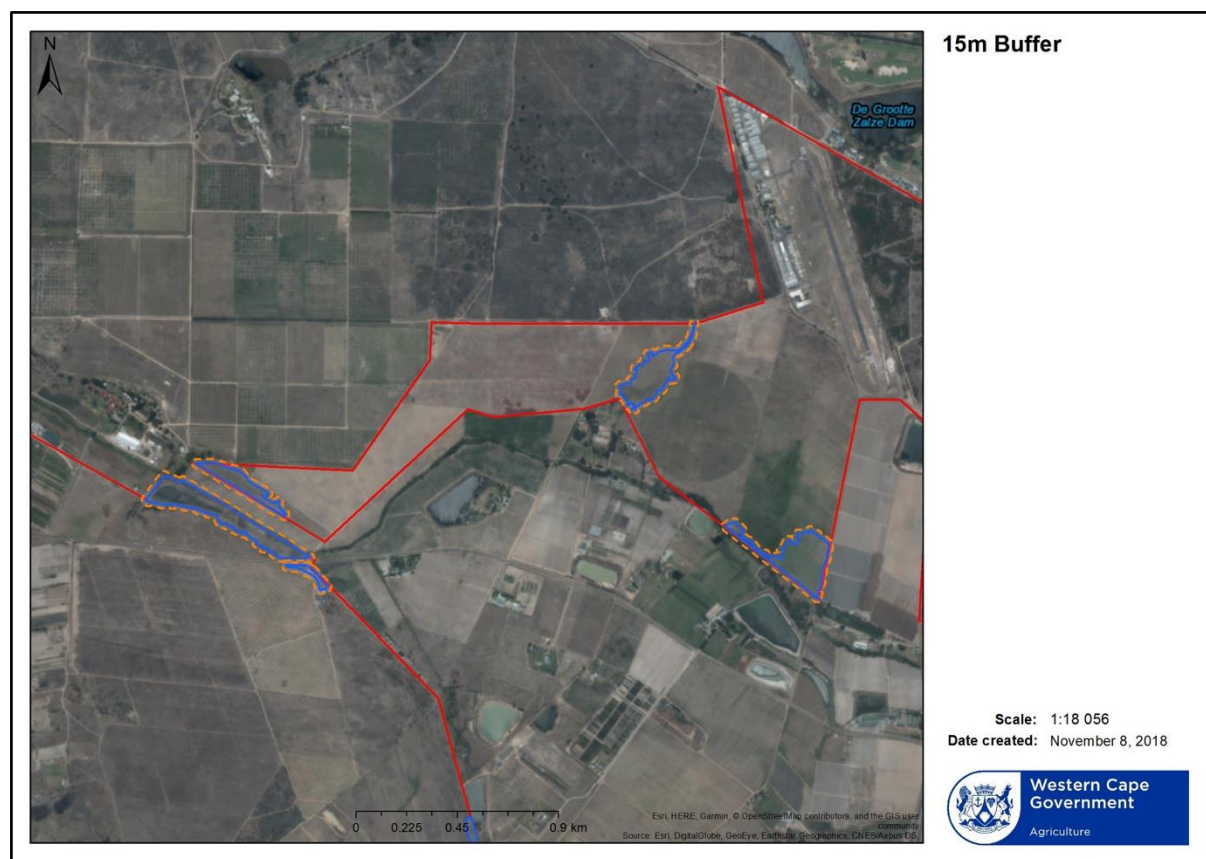 15m Buffer
N
De Grootte
Zalze Dam
Scale: 1:18 056
Date created: November 8, 2018
Western Cape
Government
Agriculture
0 0.225 0.45 0.9 km
Esri, HERE, Garmin, © OpenStreetMap contributors, and the GIS user
community
Source: Esri, DigitalGlobe, GeoEye, Earthstar Geographics, CNES/Airbus DS,